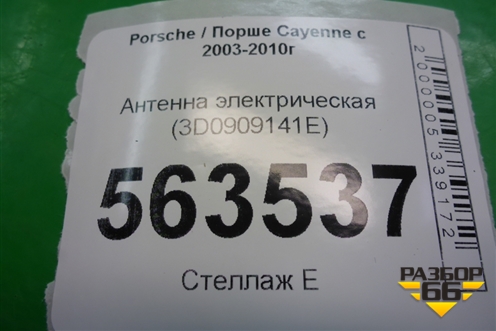 Porsche / Порше Cayenne с
2003-2010г
Антенна электрическая
(3D0909141E)
563537
Стеллаж Е
2000005339172
РАЗБОР
66